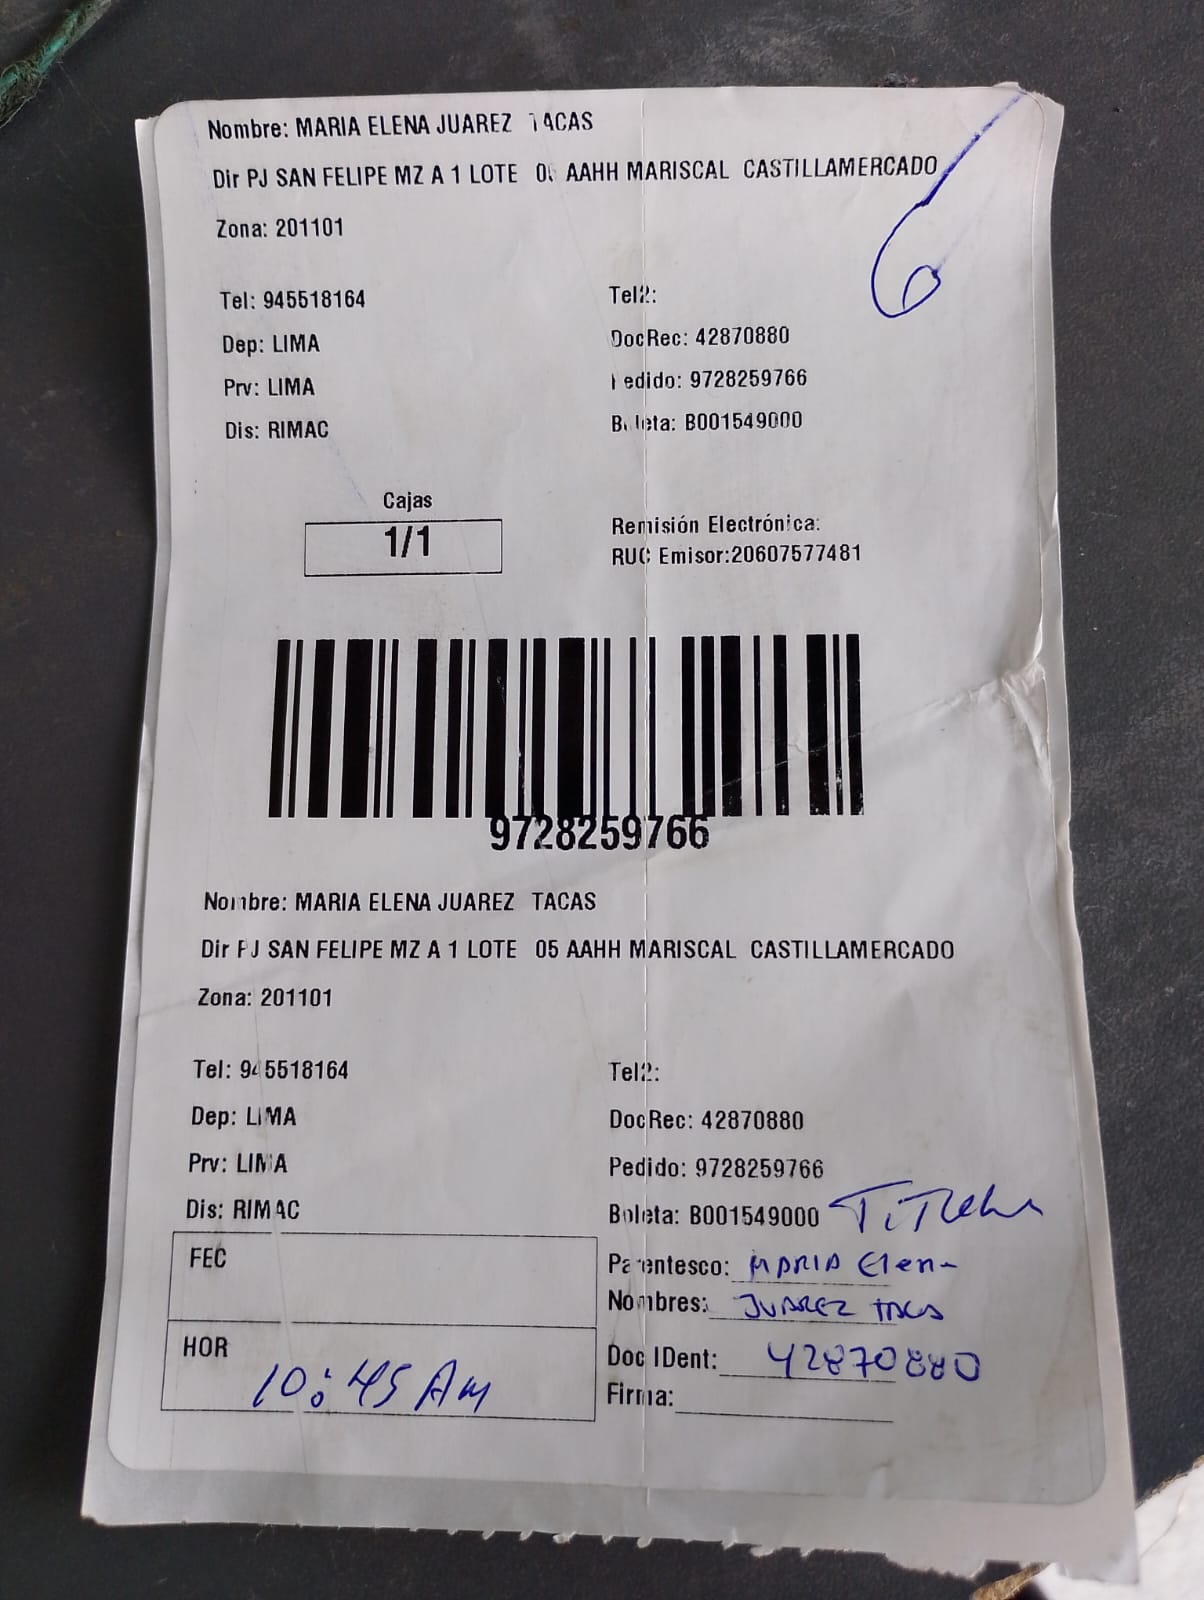 Nombre: MARIA ELENA JUAREZ TACAS
Dir PJ SAN FELIPE MZ A 1 LOTE 0 AAHH MARISCAL CASTILLAMERCADO
6
Zona: 201101
Tel: 945518164 Tel2:
Dep: LIMA DocRec: 42870880
Prv: LIMA Pedido: 9728259766
Dis: RIMAC Boleta: B001549000
Cajas
1/1
Remisión Electrónica:
RUC Emisor:20607577481
9728259766
Nombre: MARIA ELENA JUAREZ TACAS
Dir PJ SAN FELIPE MZ A 1 LOTE 05 AAHH MARISCAL CASTILLAMERCADO
Zona: 201101
Tel: 945518164 Tel2:
Dep: LIMA DocRec: 42870880
Prv: LIMA Pedido: 9728259766
Dis: RIMAC Boleta: B001549000
FEC Parentesco: MARIA Elena
Nombres: JUAREZ
HOR Doc IDent: 42870880
10:45 AM Firma: